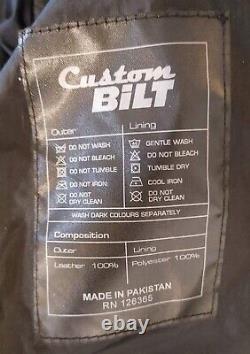 Custom
BiLT
Outer Lining
DO NOT WASH GENTLE WASH
DO NOT BLEACH DO NOT BLEACH
DO NOT TUMBLE TUMBLE DRY
DO NOT IRON: COOL IRON
DO NOT DRY CLEAN DO NOT DRY CLEAN
WASH DARK COLOURS SEPARATELY
Composition
Outer Lining
Leather 100% Polyester 100%
MADE IN PAKISTAN
RN 126365